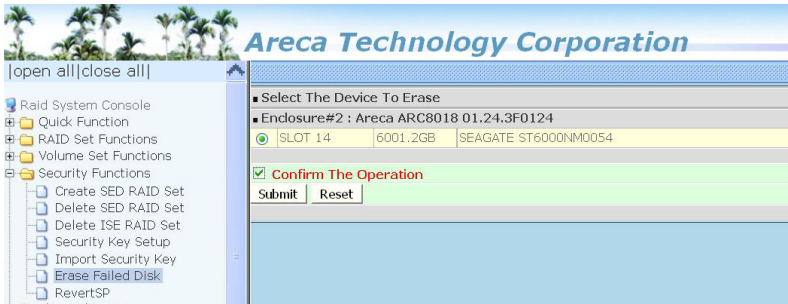 Areca Technology Corporation
|open all|close all|
Raid System Console
Quick Function
RAID Set Functions
Volume Set Functions
Security Functions
Create SED RAID Set
Delete SED RAID Set
Delete ISE RAID Set
Security Key Setup
Import Security Key
Erase Failed Disk
RevertSP
Select The Device To Erase
Enclosure#2 : Areca ARC8018 01.24.3F0124
SLOT 14 6001.2GB SEAGATE ST6000NM0054
Confirm The Operation
Submit Reset